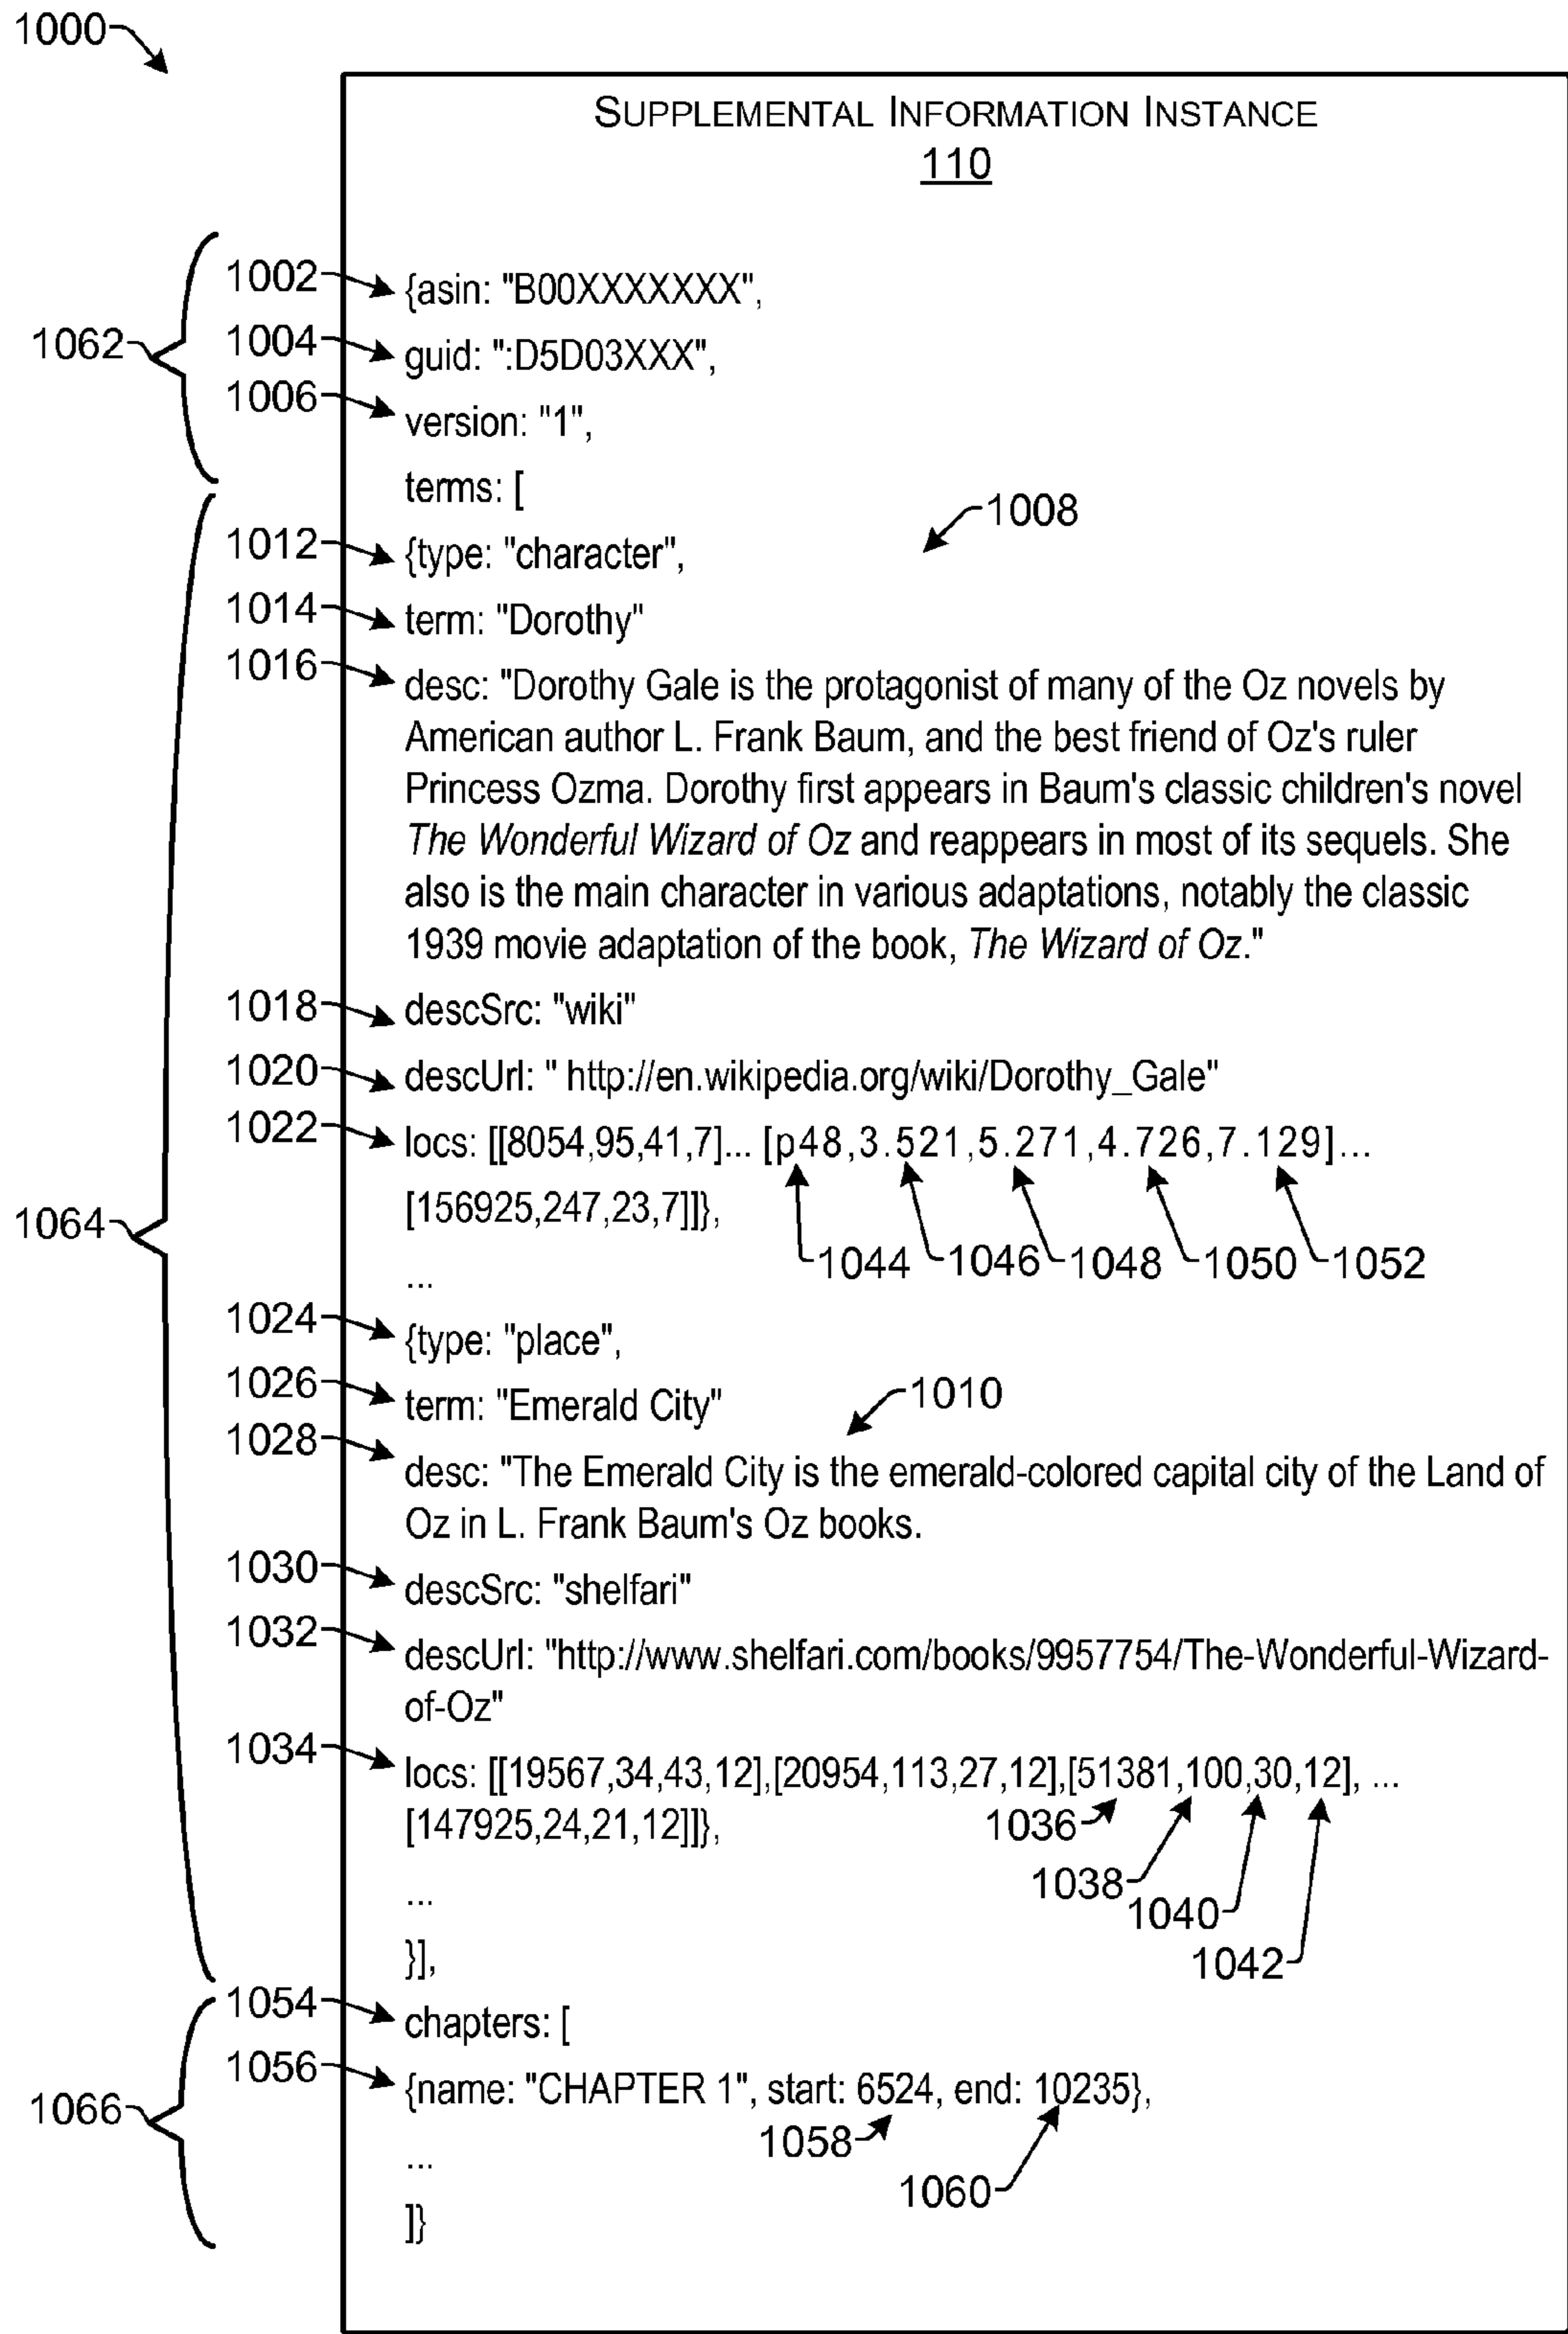 1000
SUPPLEMENTAL INFORMATION INSTANCE
110
1062
1002 {asin: "B00XXXXXXX",
1004 guid: ":D5D03XXX",
1006 version: "1",
terms: [
1008
1012 {type: "character",
1014 term: "Dorothy"
1016 desc: "Dorothy Gale is the protagonist of many of the Oz novels by
American author L. Frank Baum, and the best friend of Oz's ruler
Princess Ozma. Dorothy first appears in Baum's classic children's novel
The Wonderful Wizard of Oz and reappears in most of its sequels. She
also is the main character in various adaptations, notably the classic
1939 movie adaptation of the book, The Wizard of Oz."
1018 descSrc: "wiki"
1020 descUrl: " http://en.wikipedia.org/wiki/Dorothy_Gale"
1022 locs: [[8054,95,41,7]... [p48,3.521,5.271,4.726,7.129]...
1064 [156925,247,23,7]]},
1044 1046 1048 1050 1052
...
1024 {type: "place",
1026 term: "Emerald City"
1010
1028 desc: "The Emerald City is the emerald-colored capital city of the Land of
Oz in L. Frank Baum's Oz books.
1030 descSrc: "shelfari"
1032 descUrl: "http://www.shelfari.com/books/9957754/The-Wonderful-Wizard-
of-Oz"
1034 locs: [[19567,34,43,12],[20954,113,27,12],[51381,100,30,12], ...
[147925,24,21,12]]},
1036
1038
...
1040
}],
1042
1054 chapters: [
1056 {name: "CHAPTER 1", start: 6524, end: 10235},
1066
1058
...
1060
]}